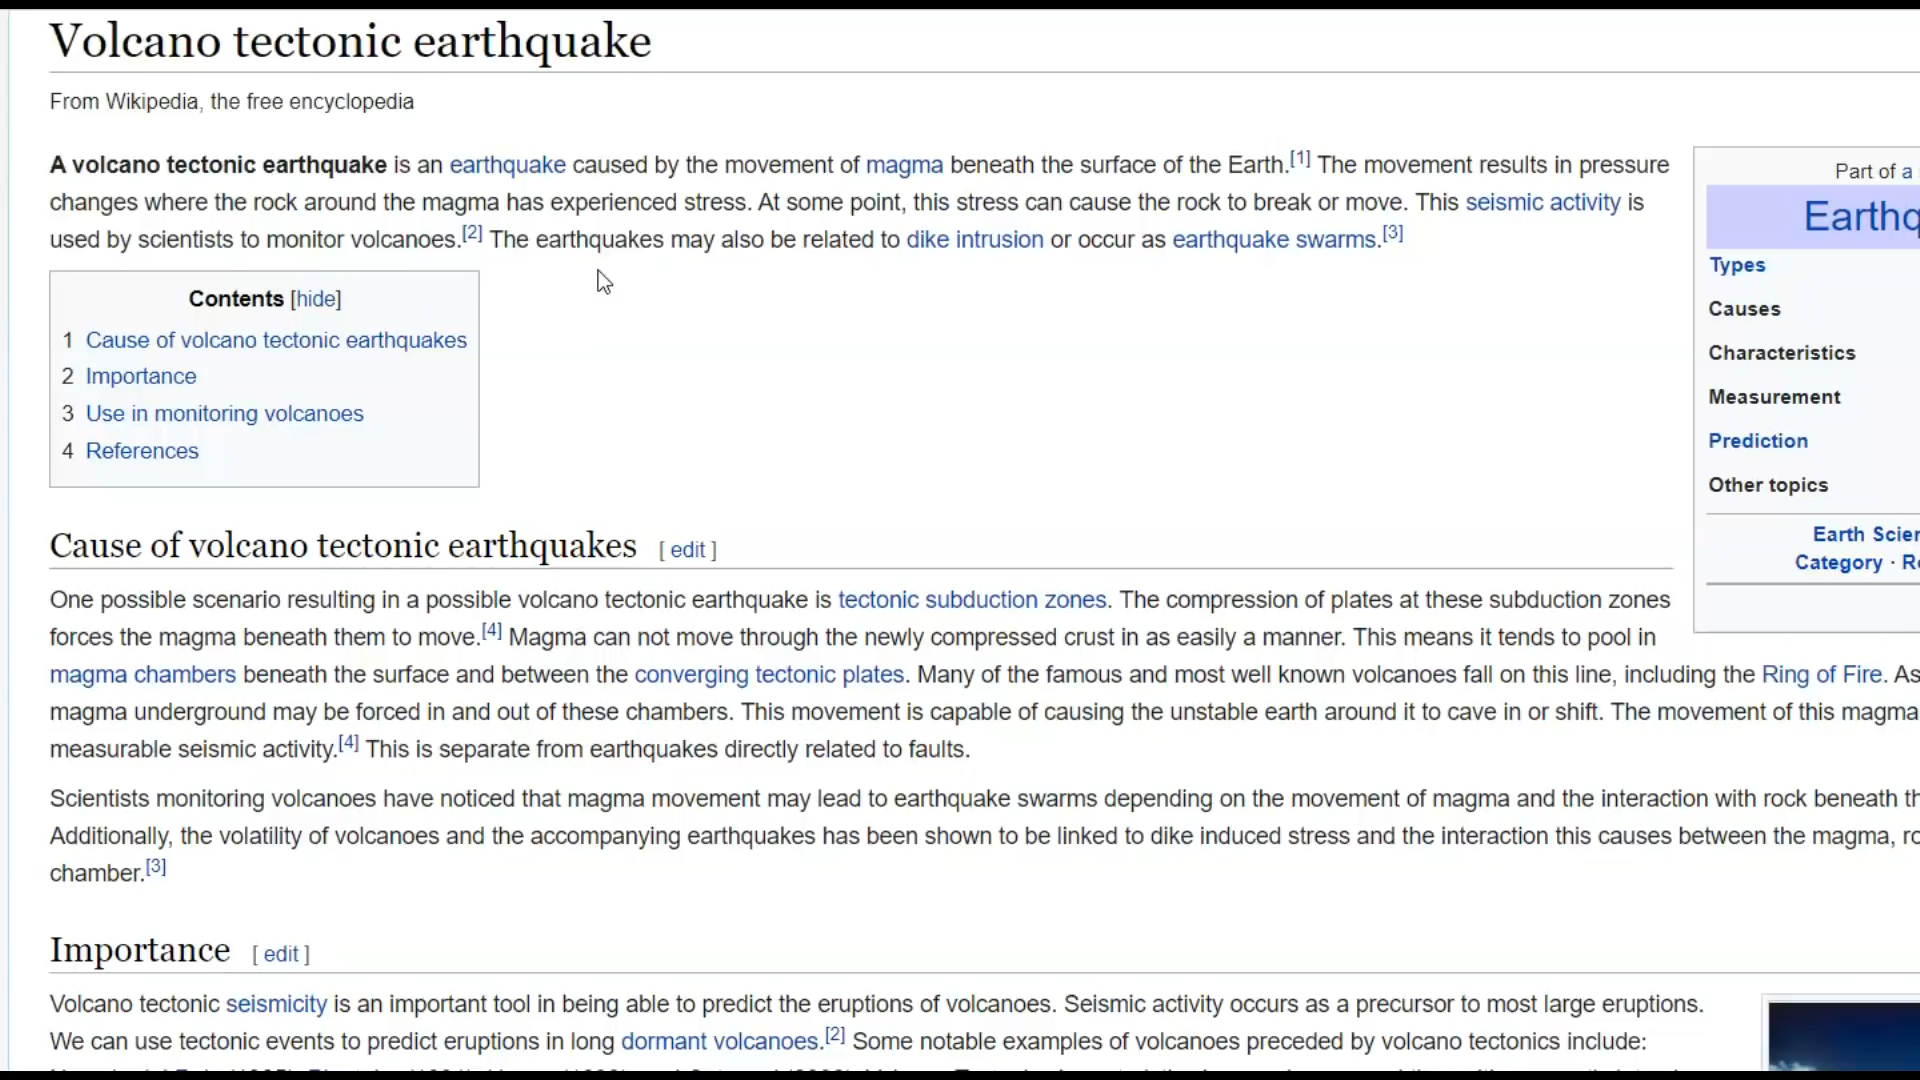 Volcano tectonic earthquake
From Wikipedia, the free encyclopedia
A volcano tectonic earthquake is an earthquake caused by the movement of magma beneath the surface of the Earth.[1] The movement results in pressure
changes where the rock around the magma has experienced stress. At some point, this stress can cause the rock to break or move. This seismic activity is
used by scientists to monitor volcanoes.[2] The earthquakes may also be related to dike intrusion or occur as earthquake swarms.[3]
Contents [hide]
1 Cause of volcano tectonic earthquakes
2 Importance
3 Use in monitoring volcanoes
4 References
Part of a
Earthq
Types
Causes
Characteristics
Measurement
Prediction
Other topics
Earth Scien
Category · Re
Cause of volcano tectonic earthquakes [ edit ]
One possible scenario resulting in a possible volcano tectonic earthquake is tectonic subduction zones. The compression of plates at these subduction zones
forces the magma beneath them to move.[4] Magma can not move through the newly compressed crust in as easily a manner. This means it tends to pool in
magma chambers beneath the surface and between the converging tectonic plates. Many of the famous and most well known volcanoes fall on this line, including the Ring of Fire. As
magma underground may be forced in and out of these chambers. This movement is capable of causing the unstable earth around it to cave in or shift. The movement of this magma
measurable seismic activity.[4] This is separate from earthquakes directly related to faults.
Scientists monitoring volcanoes have noticed that magma movement may lead to earthquake swarms depending on the movement of magma and the interaction with rock beneath th
Additionally, the volatility of volcanoes and the accompanying earthquakes has been shown to be linked to dike induced stress and the interaction this causes between the magma, ro
chamber.[3]
Importance [ edit ]
Volcano tectonic seismicity is an important tool in being able to predict the eruptions of volcanoes. Seismic activity occurs as a precursor to most large eruptions.
We can use tectonic events to predict eruptions in long dormant volcanoes.[2] Some notable examples of volcanoes preceded by volcano tectonics include: